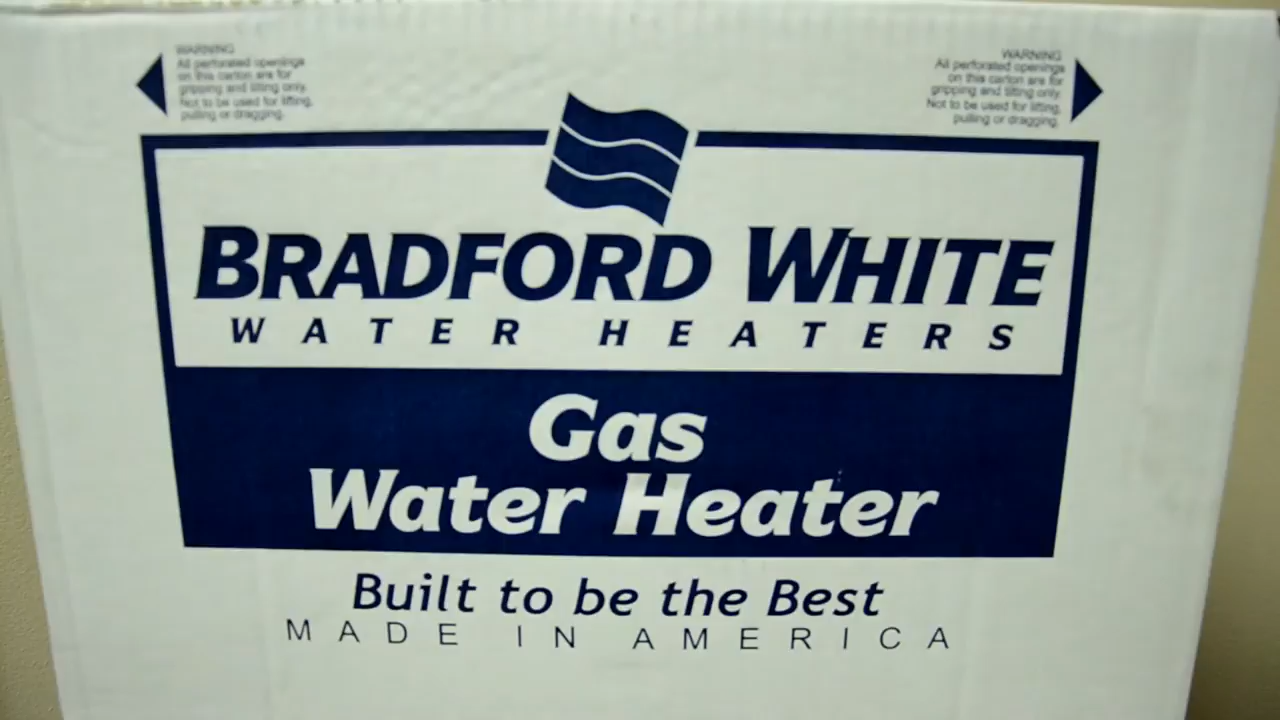 WARNING
All perforated openings
on this carton are for
gripping and tilting only.
Not to be used for lifting,
pulling or dragging.
WARNING
All perforated openings
on this carton are for
gripping and tilting only.
Not to be used for lifting,
pulling or dragging.
BRADFORD WHITE
WATER HEATERS
Gas
Water Heater
Built to be the Best
MADE IN AMERICA